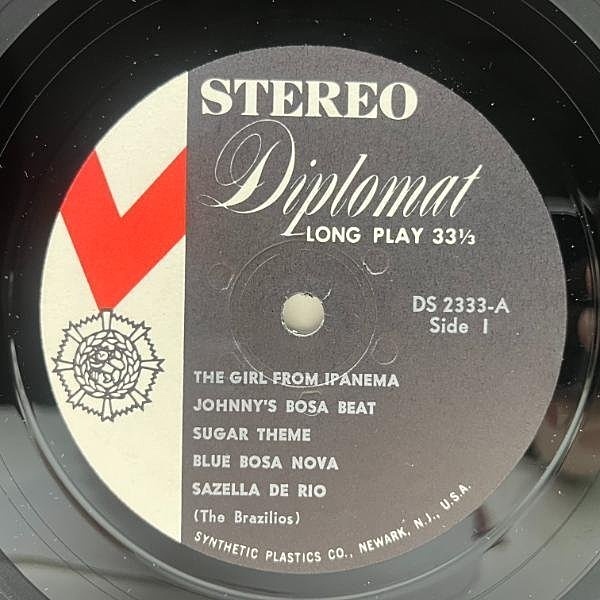 STEREO
Diplomat
LONG PLAY 33⅓
DS 2333-A
Side 1
THE GIRL FROM IPANEMA
JOHNNY'S BOSA BEAT
SUGAR THEME
BLUE BOSA NOVA
SAZELLA DE RIO
(The Brazilios)
SYNTHETIC PLASTICS CO., NEWARK, N.J., U.S.A.